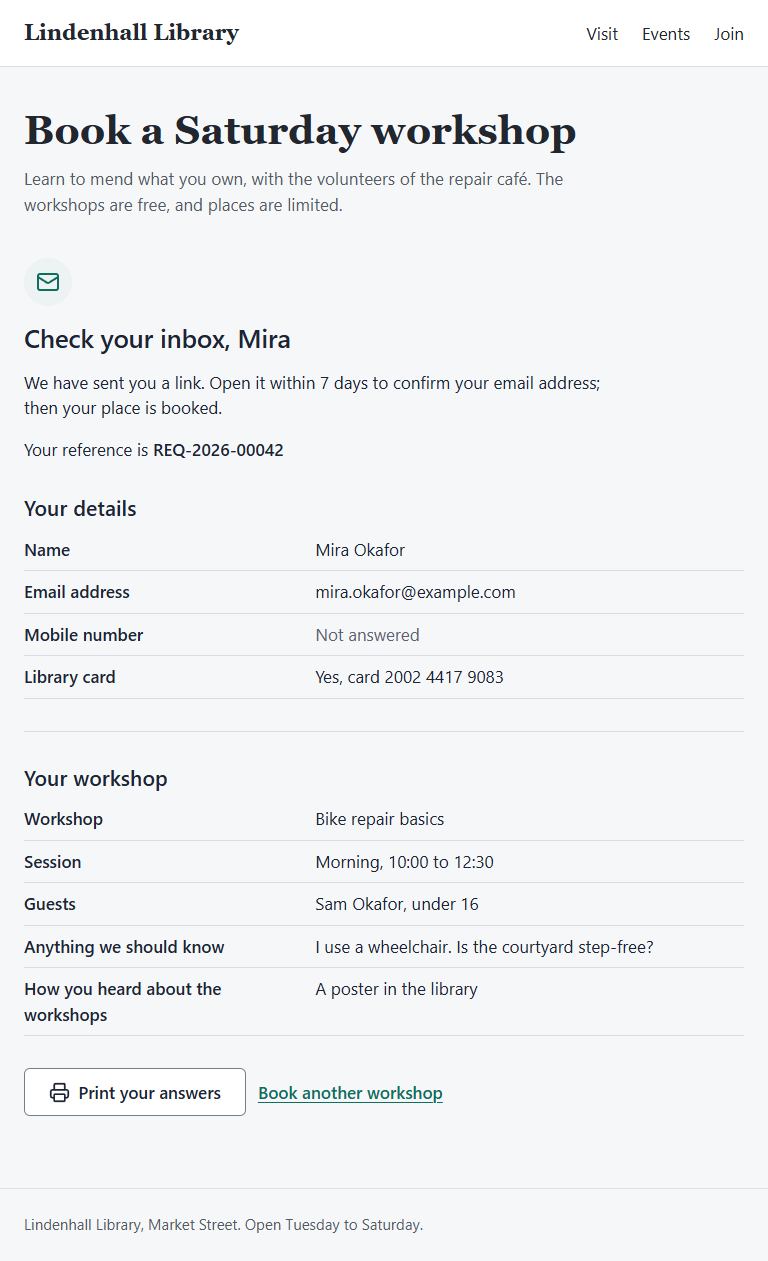 Lindenhall Library
Visit Events Join
Book a Saturday workshop
Learn to mend what you own, with the volunteers of the repair café. The
workshops are free, and places are limited.
Check your inbox, Mira
We have sent you a link. Open it within 7 days to confirm your email address;
then your place is booked.
Your reference is REQ-2026-00042
Your details
Name Mira Okafor
Email address mira.okafor@example.com
Mobile number Not answered
Library card Yes, card 2002 4417 9083
Your workshop
Workshop Bike repair basics
Session Morning, 10:00 to 12:30
Guests Sam Okafor, under 16
Anything we should know I use a wheelchair. Is the courtyard step-free?
How you heard about the A poster in the library
workshops
Print your answers Book another workshop
Lindenhall Library, Market Street. Open Tuesday to Saturday.